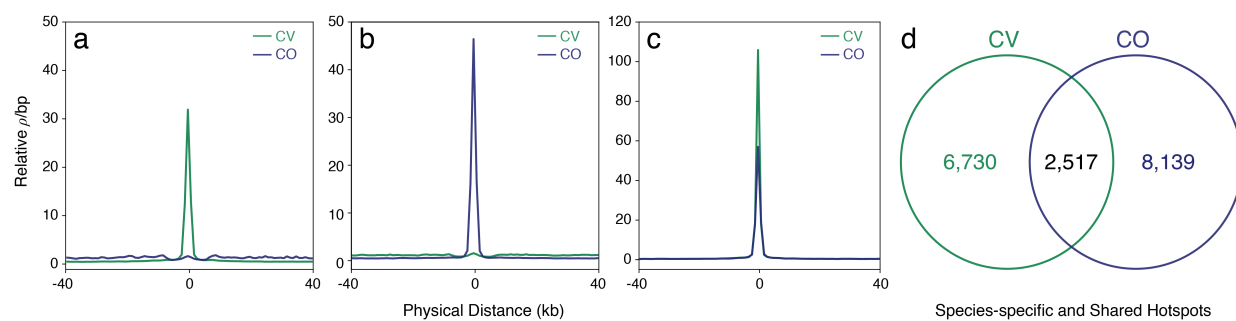 a
CV
CO
50
40
30
20
10
0
-40
0
40
Relative ρ/bp
b
CV
CO
50
40
30
20
10
0
-40
0
40
Physical Distance (kb)
c
CV
CO
120
100
80
60
40
20
0
-40
0
40
d
CV
CO
6,730
2,517
8,139
Species-specific and Shared Hotspots